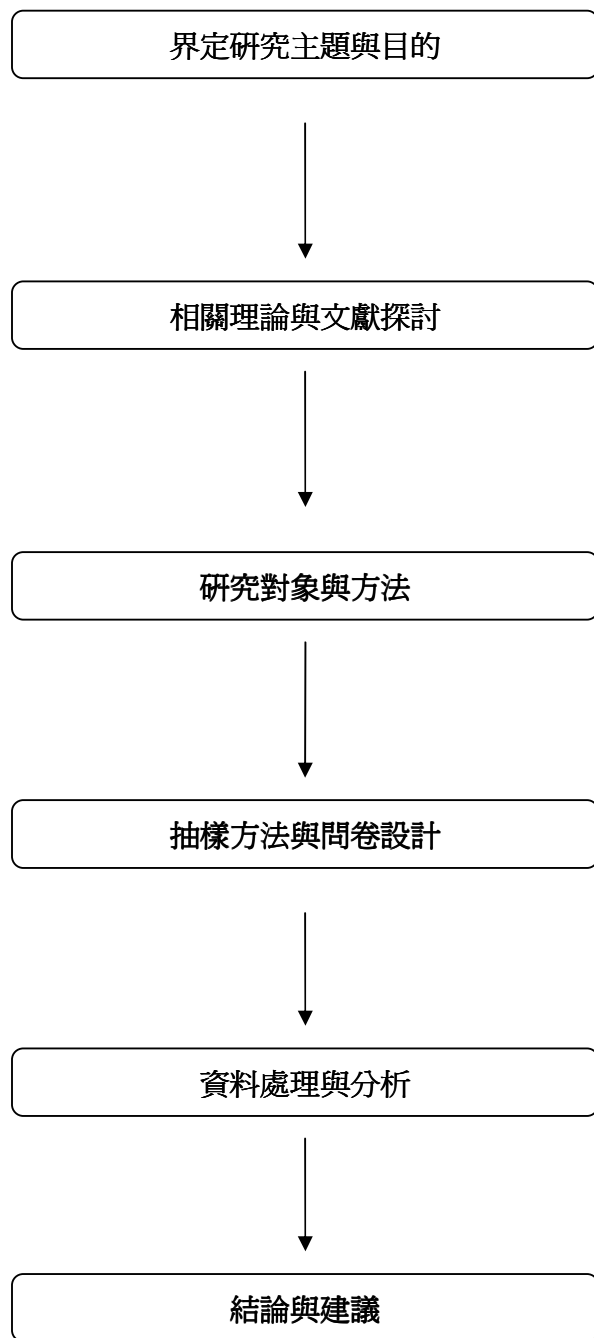 界定研究主題與目的
相關理論與文獻探討
研究對象與方法
抽樣方法與問卷設計
資料處理與分析
結論與建議